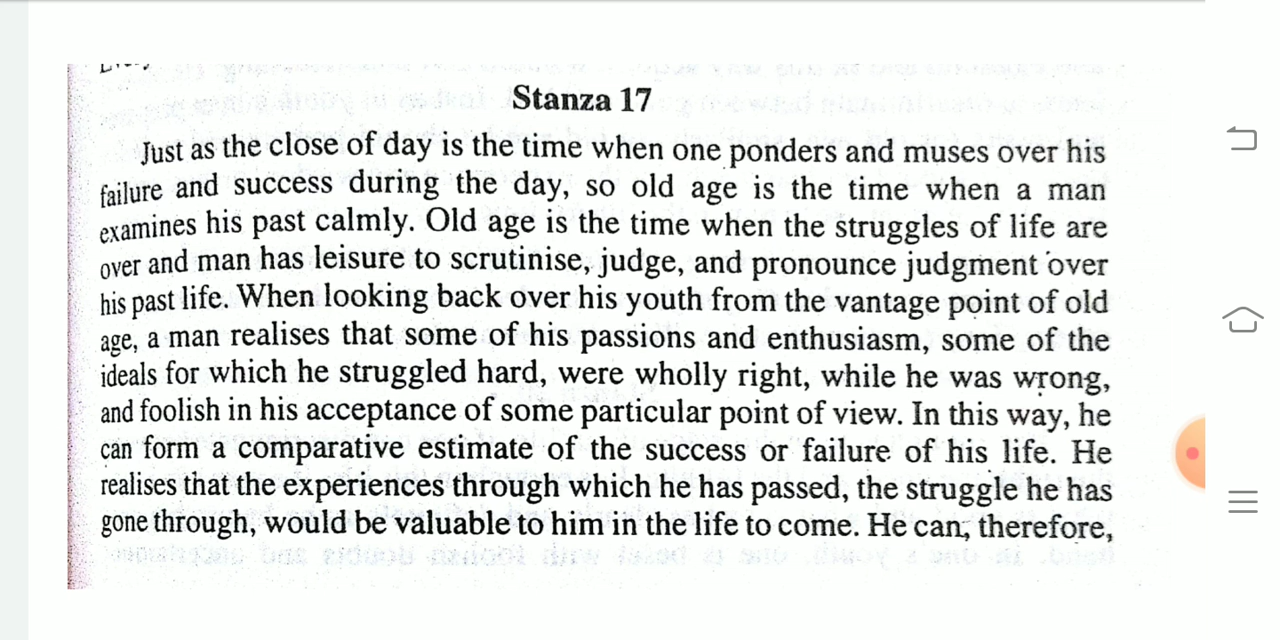 Stanza 17
Just as the close of day is the time when one ponders and muses over his
failure and success during the day, so old age is the time when a man
examines his past calmly. Old age is the time when the struggles of life are
over and man has leisure to scrutinise, judge, and pronounce judgment over
his past life. When looking back over his youth from the vantage point of old
age, a man realises that some of his passions and enthusiasm, some of the
ideals for which he struggled hard, were wholly right, while he was wrong,
and foolish in his acceptance of some particular point of view. In this way, he
can form a comparative estimate of the success or failure of his life. He
realises that the experiences through which he has passed, the struggle he has
gone through, would be valuable to him in the life to come. He can, therefore,